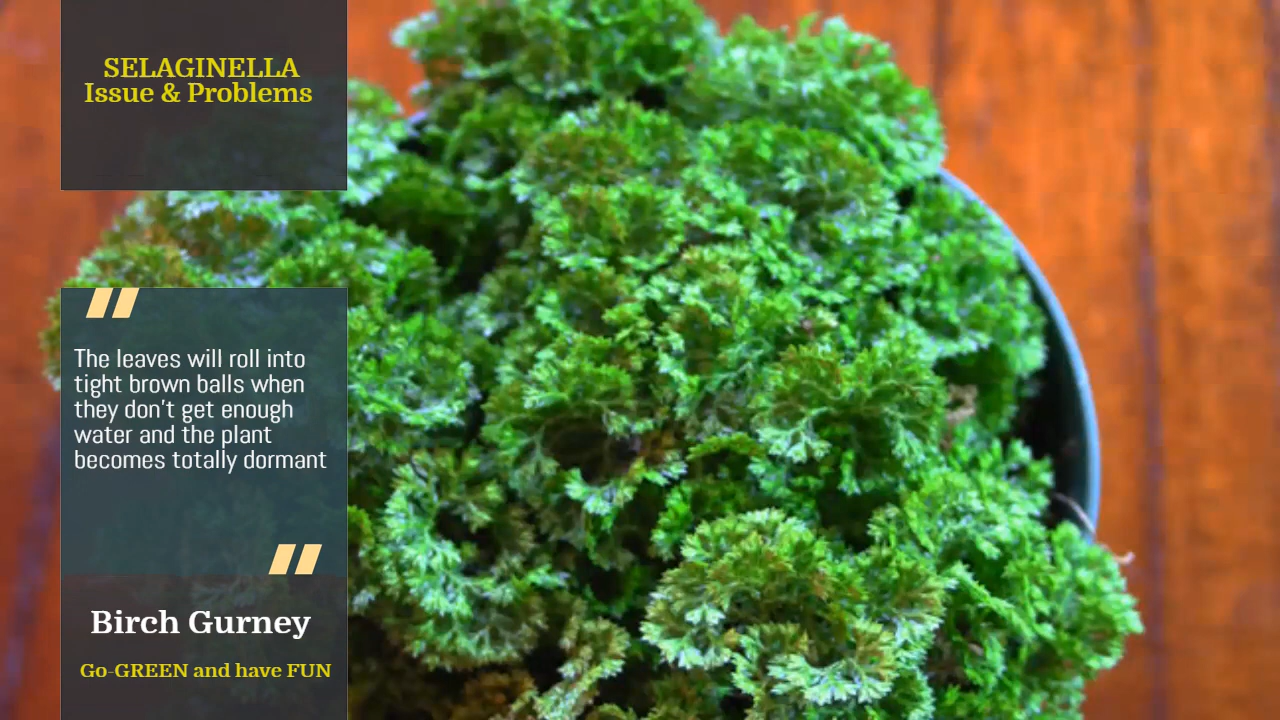 SELAGINELLA
Issue & Problems
The leaves will roll into
tight brown balls when
they don't get enough
water and the plant
becomes totally dormant
Birch Gurney
Go-GREEN and have FUN